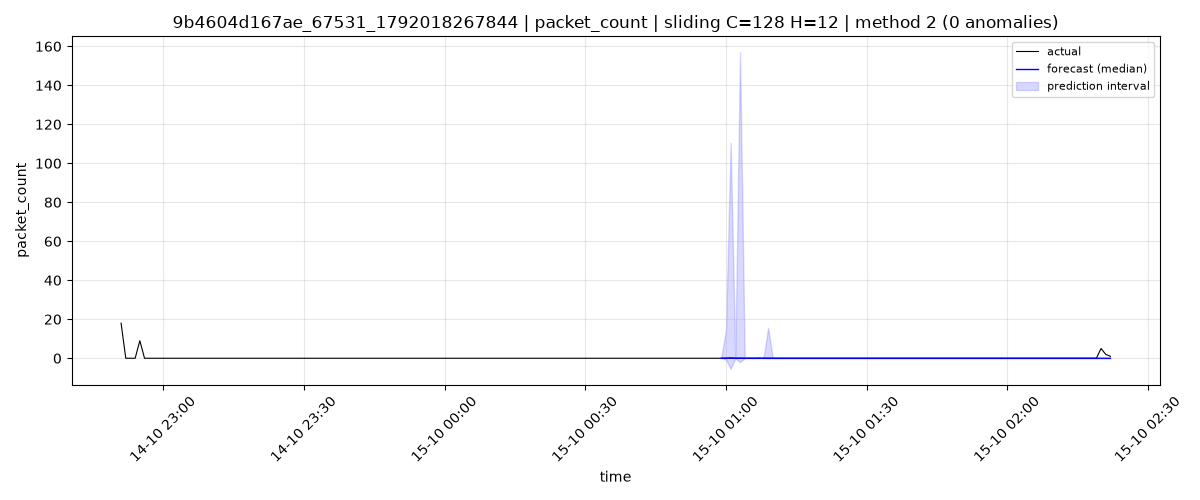 9b4604d167ae_67531_1792018267844 | packet_count | sliding C=128 H=12 | method 2 (0 anomalies)
actual
forecast (median)
prediction interval
packet_count
160
140
120
100
80
60
40
20
0
14-10 23:00
14-10 23:30
15-10 00:00
15-10 00:30
15-10 01:00
15-10 01:30
15-10 02:00
15-10 02:30
time